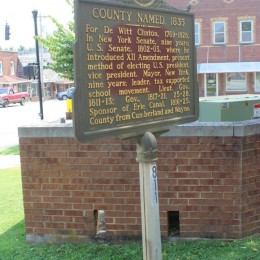 COUNTY NAMED, 1835
For De Witt Clinton, 1769-1828.
In New York Senate, nine years;
U. S. Senate, 1802-03, where he
introduced XII Amendment, present
method of electing U. S. president,
vice president. Mayor, New York
nine years; leader, tax supported
school movement. Lieut. Gov.
1811-13; Gov., 1817-21, 25-28.
Sponsor of Erie Canal, 1810-25.
County from Cumberland and Wayne